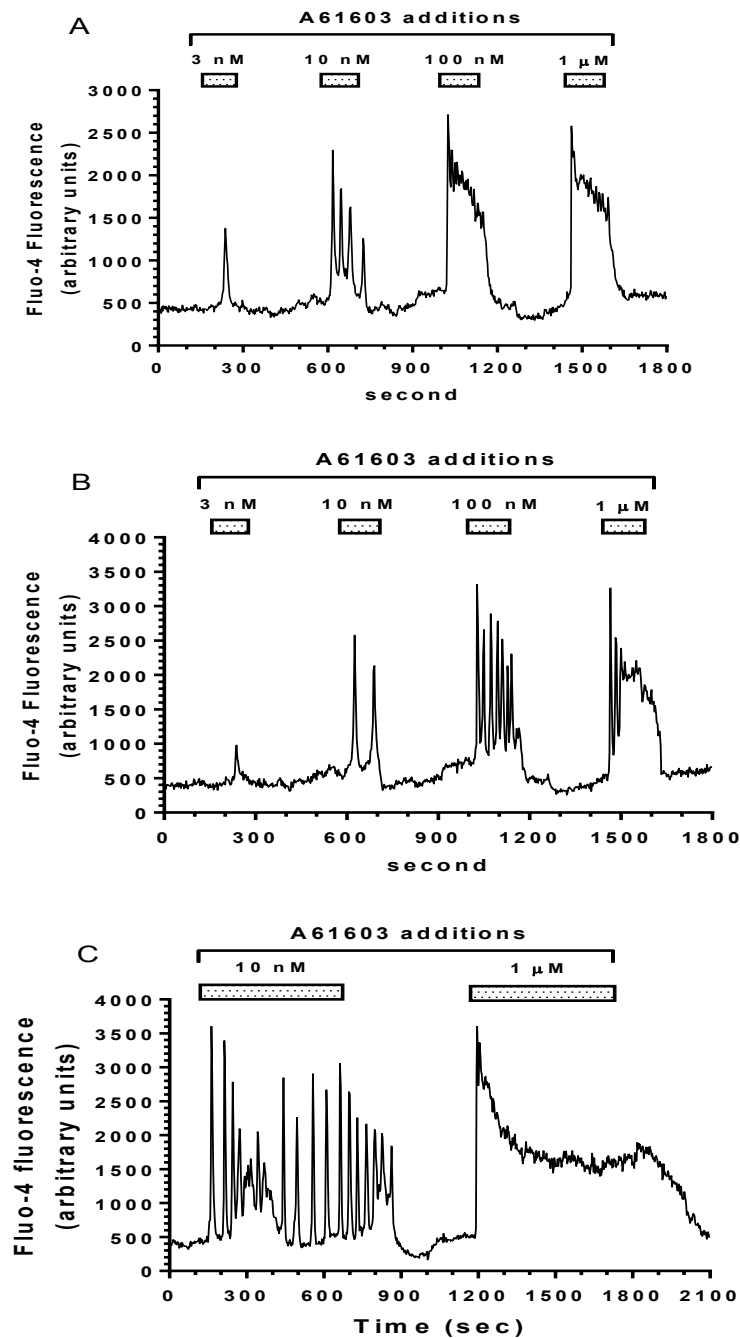 A
A61603 additions
3 nM 10 nM 100 nM 1 µM
Fluo-4 Fluorescence
(arbitrary units)
3000
2500
2000
1500
1000
500
0
0 300 600 900 1200 1500 1800
second
B
A61603 additions
3 nM 10 nM 100 nM 1 µM
Fluo-4 Fluorescence
(arbitrary units)
4000
3500
3000
2500
2000
1500
1000
500
0
0 300 600 900 1200 1500 1800
second
C
A61603 additions
10 nM 1 µM
Fluo-4 fluorescence
(arbitrary units)
4000
3500
3000
2500
2000
1500
1000
500
0
0 300 600 900 1200 1500 1800 2100
Time (sec)